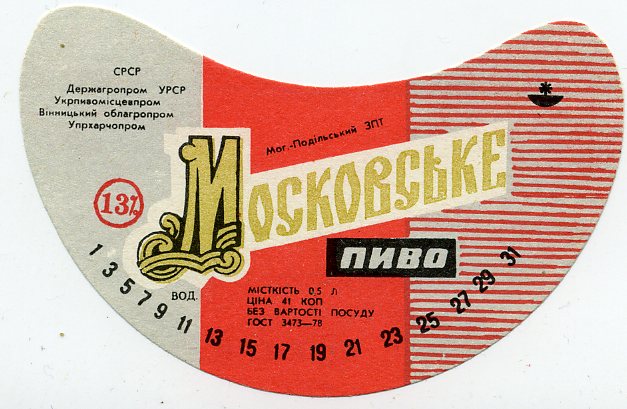 СРСР
Держагропром УРСР
Укрпивомісцевпром
Вінницький облагропром
Упрхарчопром
Мог.-Подільський ЗПТ
Московське
13%
пиво
МІСТКІСТЬ 0,5 Л
ЦІНА 41 КОП
БЕЗ ВАРТОСТІ ПОСУДУ
ГОСТ 3473—78
ВОД.
1 3 5 7 9 11 13 15 17 19 21 23 25 27 29 31